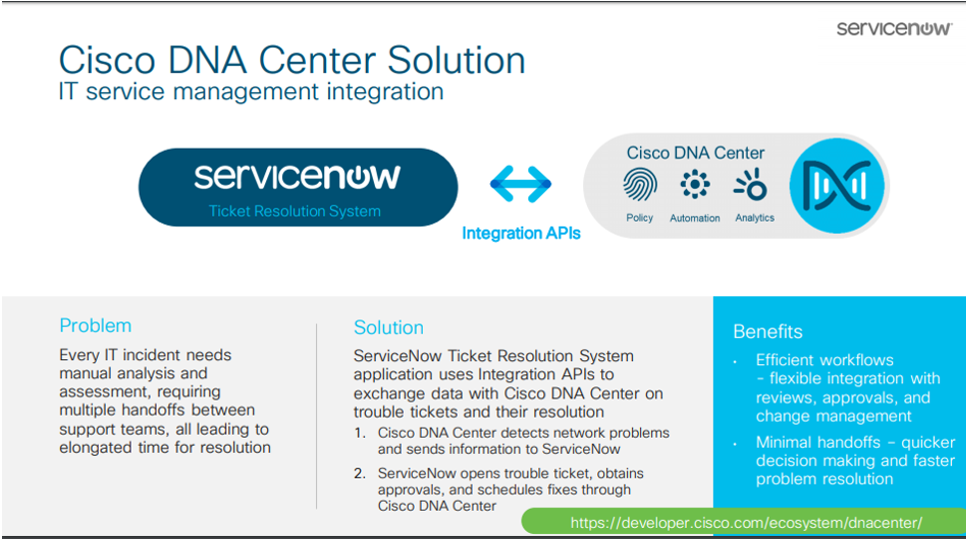 servicenow
Cisco DNA Center Solution
IT service management integration
servicenow
Ticket Resolution System
Integration APIs
Cisco DNA Center
Policy
Automation
Analytics
Problem
Every IT incident needs
manual analysis and
assessment, requiring
multiple handoffs between
support teams, all leading to
elongated time for resolution
Solution
ServiceNow Ticket Resolution System
application uses Integration APIs to
exchange data with Cisco DNA Center on
trouble tickets and their resolution
1. Cisco DNA Center detects network problems
and sends information to ServiceNow
2. ServiceNow opens trouble ticket, obtains
approvals, and schedules fixes through
Cisco DNA Center
Benefits
• Efficient workflows
- flexible integration with
reviews, approvals, and
change management
• Minimal handoffs – quicker
decision making and faster
problem resolution
https://developer.cisco.com/ecosystem/dnacenter/